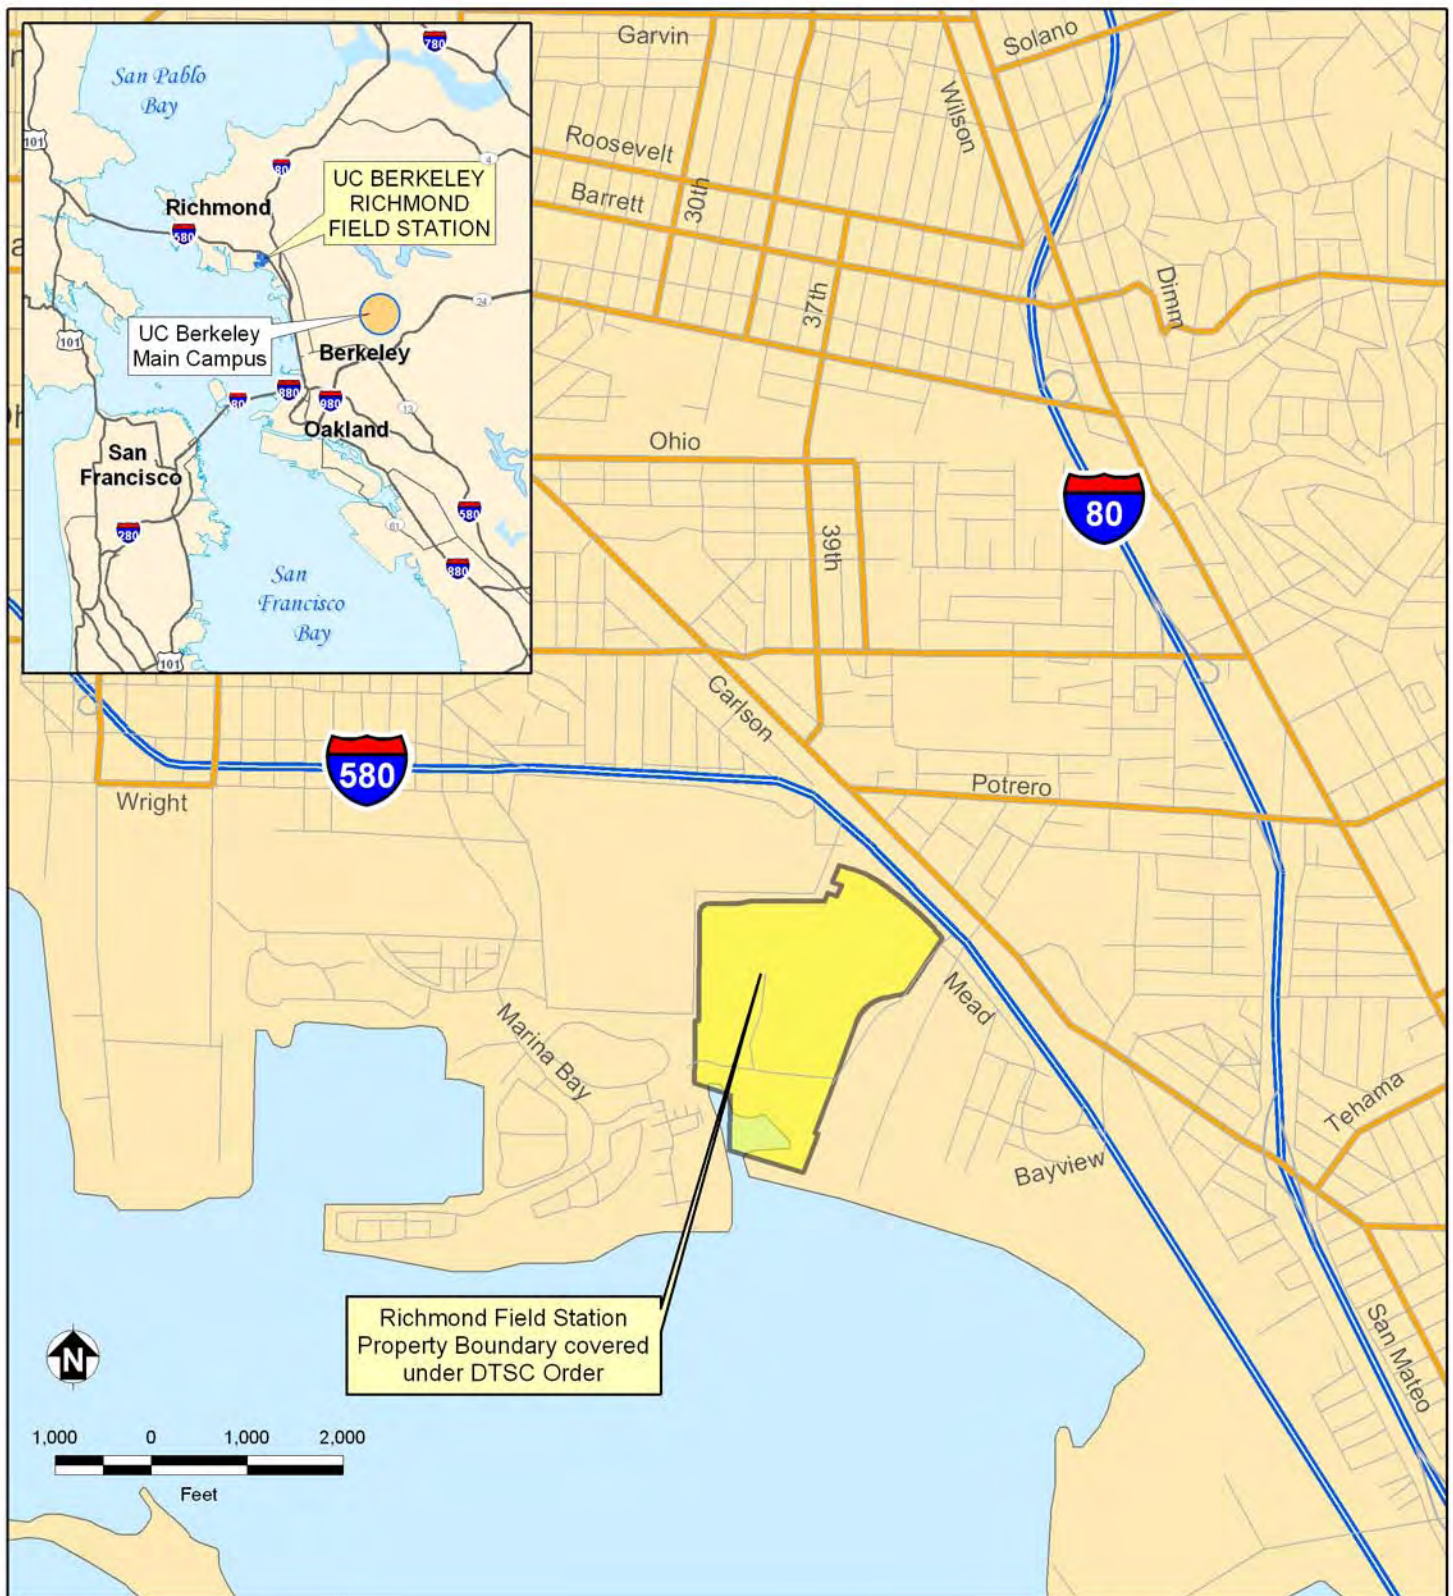 780
San Pablo
Bay
101
80
4
UC BERKELEY
RICHMOND
FIELD STATION
Richmond
580
24
UC Berkeley
Main Campus
101
Berkeley
80
880
980
13
Oakland
San
Francisco
280
580
61
880
San
Francisco
Bay
101
Garvin
Solano
Wilson
Roosevelt
Barrett
30th
Dimm
37th
Ohio
80
39th
Carlson
580
Wright
Potrero
Mead
Marina Bay
Tehama
Bayview
Richmond Field Station
Property Boundary covered
under DTSC Order
San Mateo
N
1,000 0 1,000 2,000
Feet